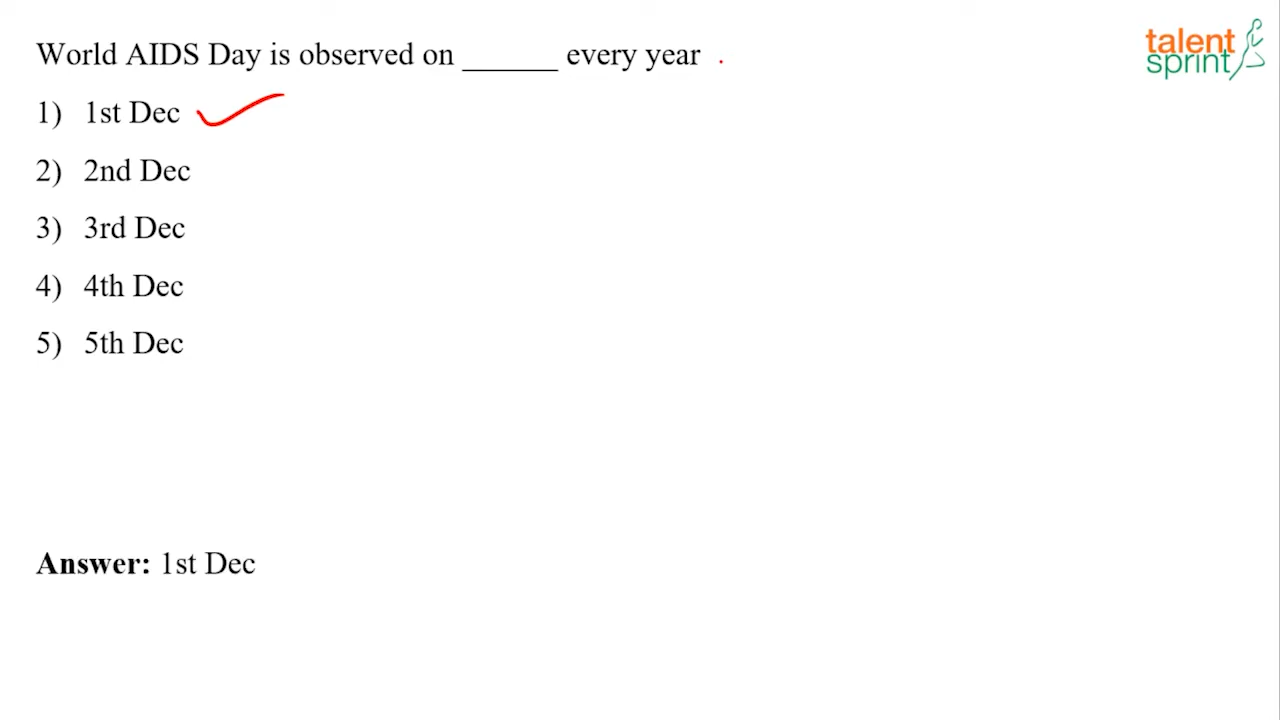 World AIDS Day is observed on ______ every year .
talent
sprint
1) 1st Dec
2) 2nd Dec
3) 3rd Dec
4) 4th Dec
5) 5th Dec
Answer: 1st Dec